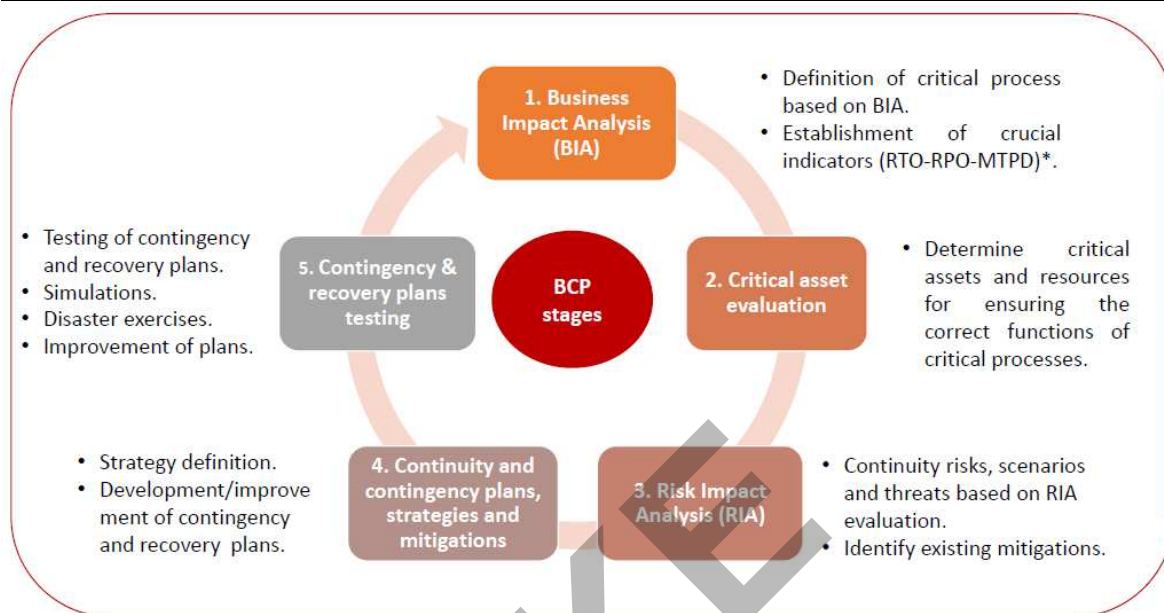 1. Business
Impact Analysis
(BIA)
• Definition of critical process
based on BIA.
• Establishment of crucial
indicators (RTO-RPO-MTPD)*.
2. Critical asset
evaluation
• Determine critical
assets and resources
for ensuring the
correct functions of
critical processes.
3. Risk Impact
Analysis (RIA)
• Continuity risks, scenarios
and threats based on RIA
evaluation.
• Identify existing mitigations.
4. Continuity and
contingency plans,
strategies and
mitigations
• Strategy definition.
• Development/improve
ment of contingency
and recovery plans.
5. Contingency &
recovery plans
testing
• Testing of contingency
and recovery plans.
• Simulations.
• Disaster exercises.
• Improvement of plans.
BCP
stages